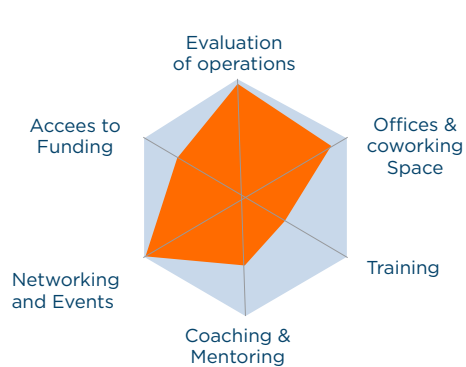 Evaluation
of operations
Offices &
coworking
Space
Training
Coaching &
Mentoring
Networking
and Events
Accees to
Funding